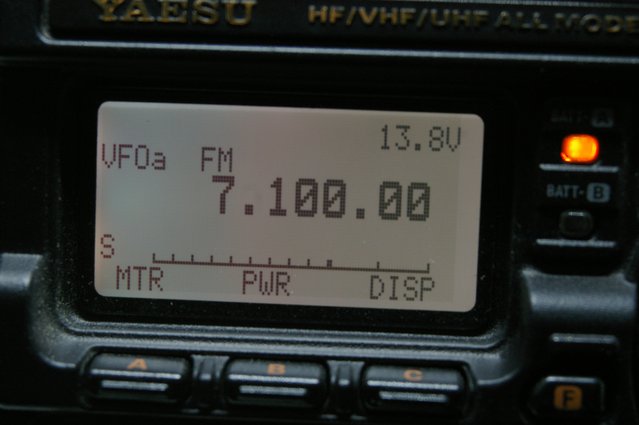 YAESU HF/VHF/UHF ALL MODE
13.8V
VFOa FM
7.100.00
S
MTR PWR DISP
BATT-A
BATT-B
A B C F